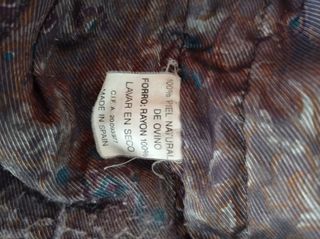 100% PIEL NATURAL
DE OVINO
FORRO: RAYON 100%
LAVAR EN SECO
C.I.F. A.
MADE IN SPAIN